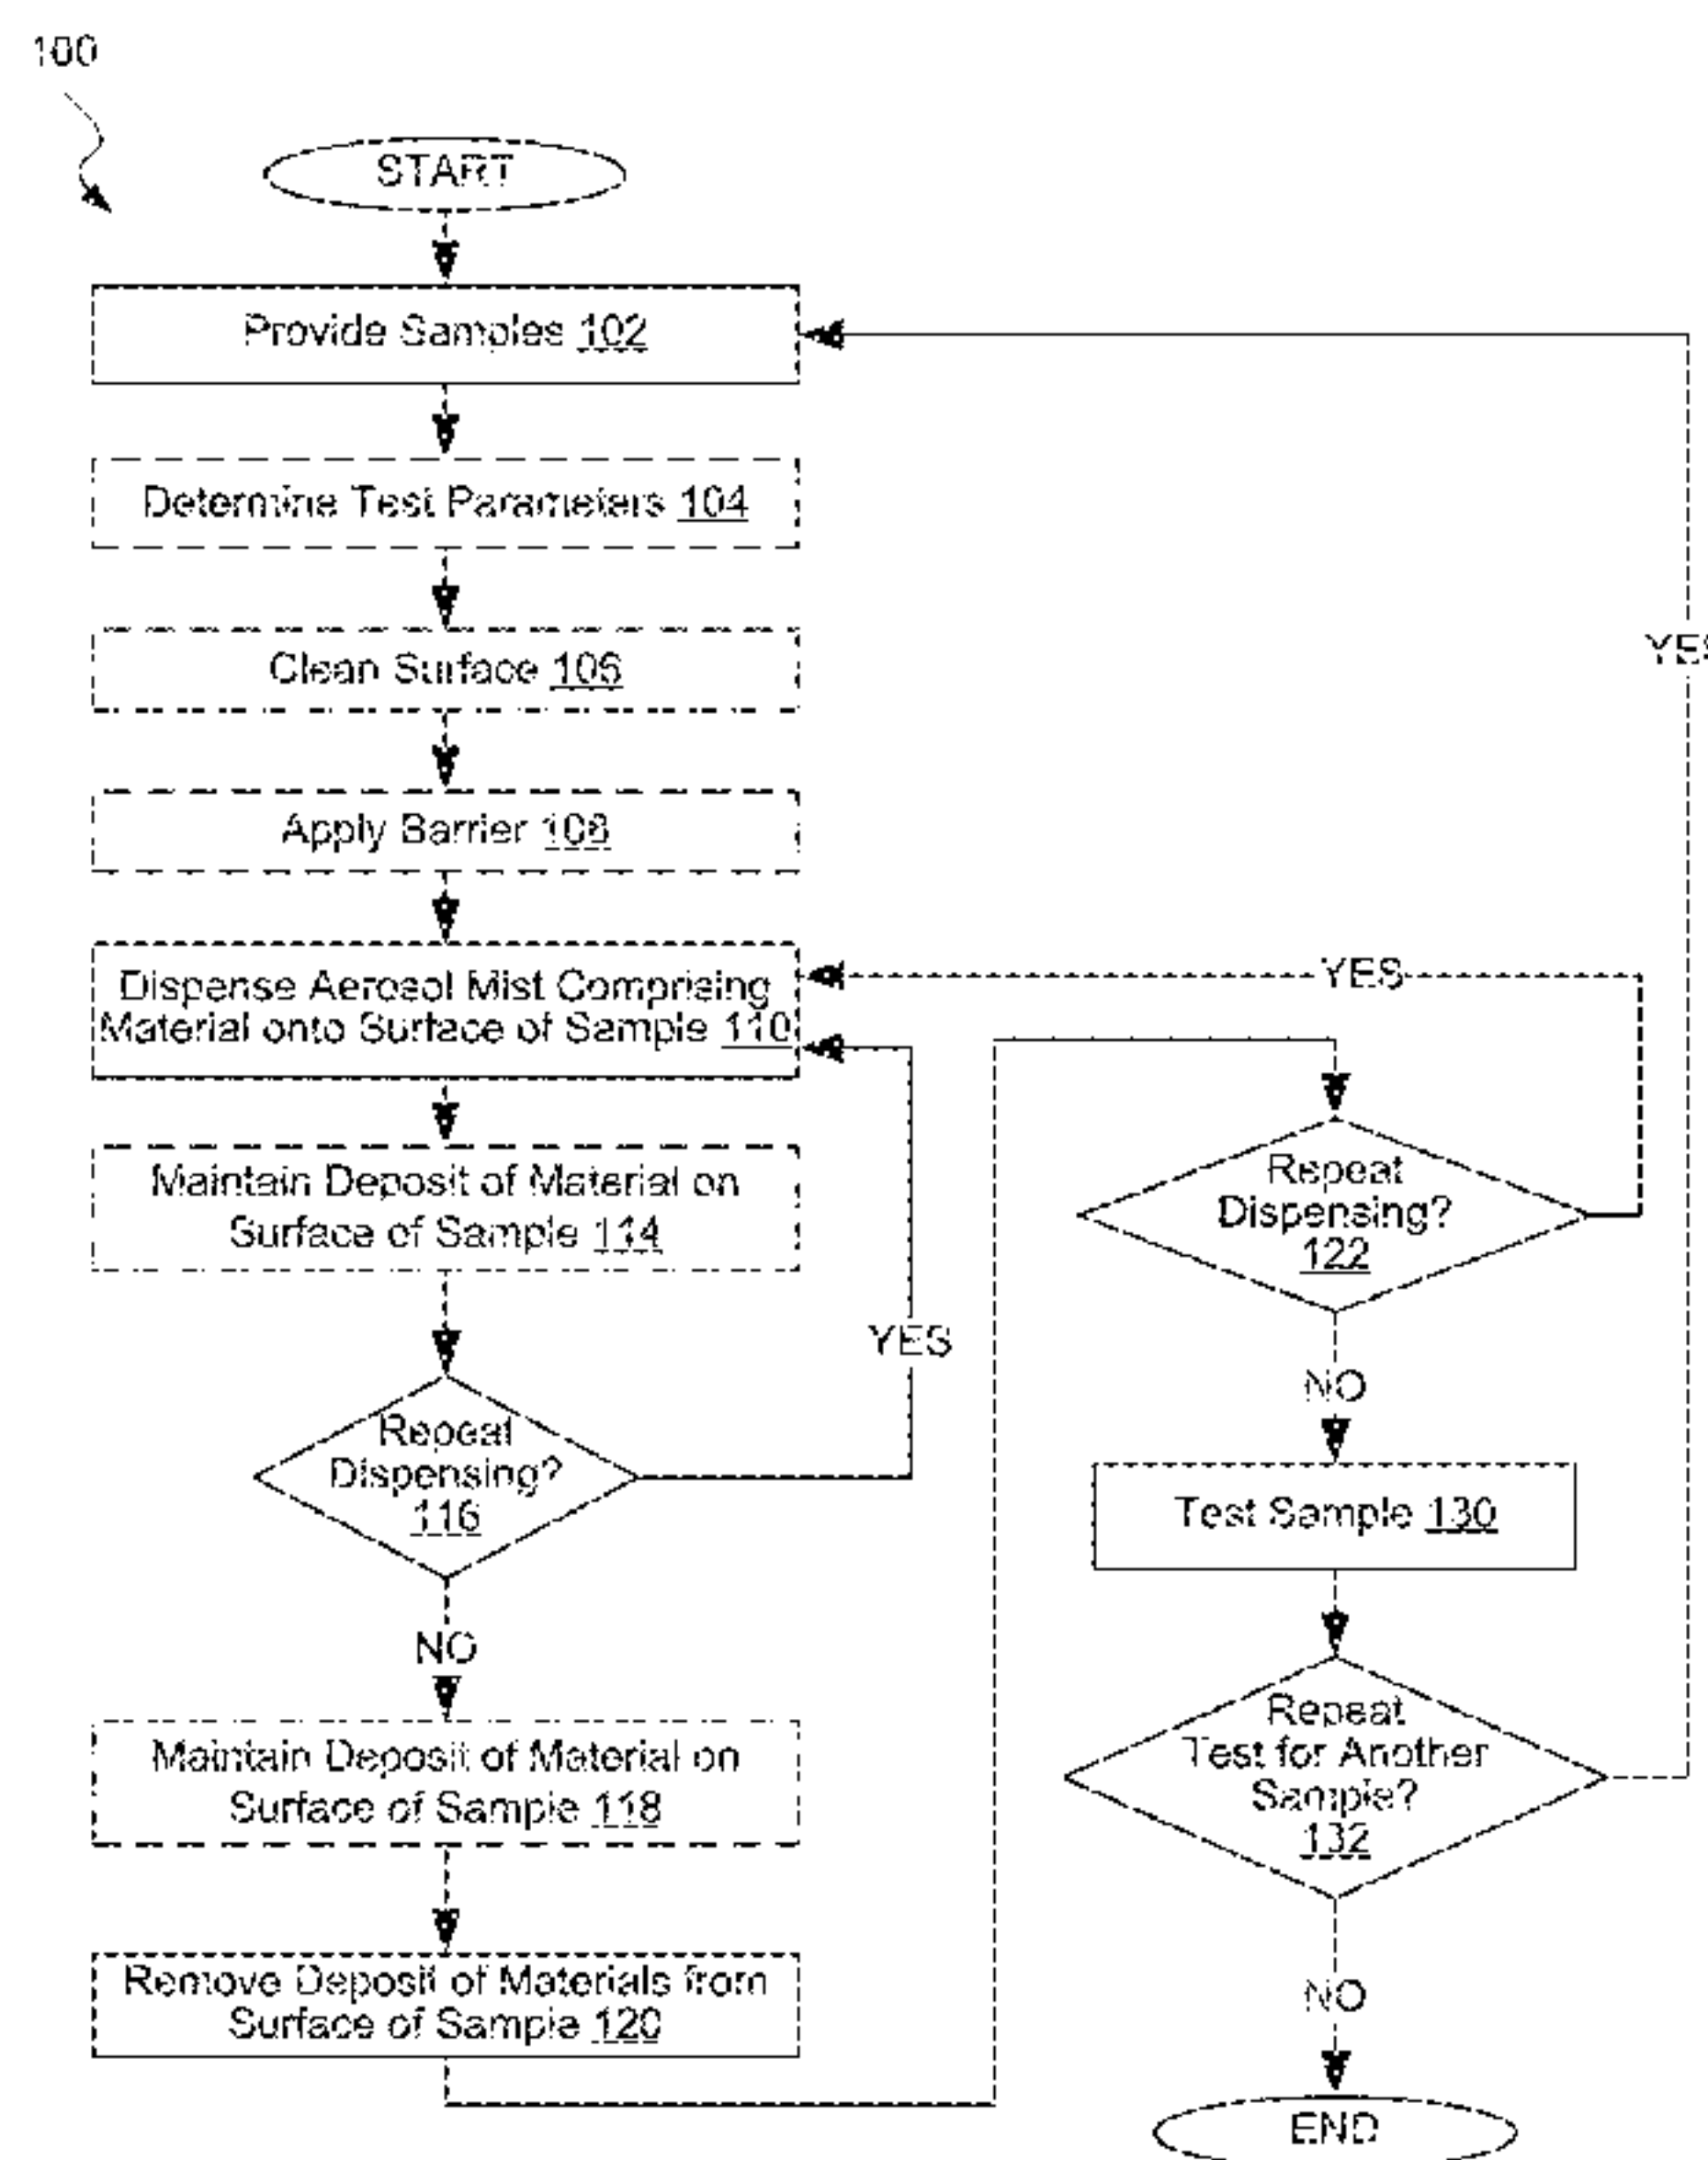 100
START
Provide Samples 102
Determine Test Parameters 104
Clean Surface 106
Apply Barrier 108
Dispense Aerosol Mist Comprising
Material onto Surface of Sample 110
Maintain Deposit of Material on
Surface of Sample 114
Repeat
Dispensing?
116
YES
NO
Maintain Deposit of Material on
Surface of Sample 118
Remove Deposit of Materials from
Surface of Sample 120
Repeat
Dispensing?
122
YES
NO
Test Sample 130
Repeat
Test for Another
Sample?
132
YES
NO
END